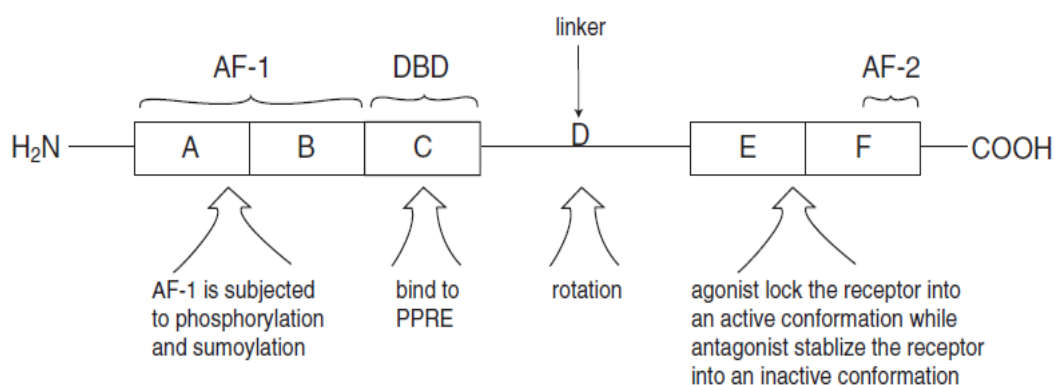 linker
AF-1
DBD
AF-2
H₂N
A
B
C
D
E
F
COOH
AF-1 is subjected
to phosphorylation
and sumoylation
bind to
PPRE
rotation
agonist lock the receptor into
an active conformation while
antagonist stablize the receptor
into an inactive conformation